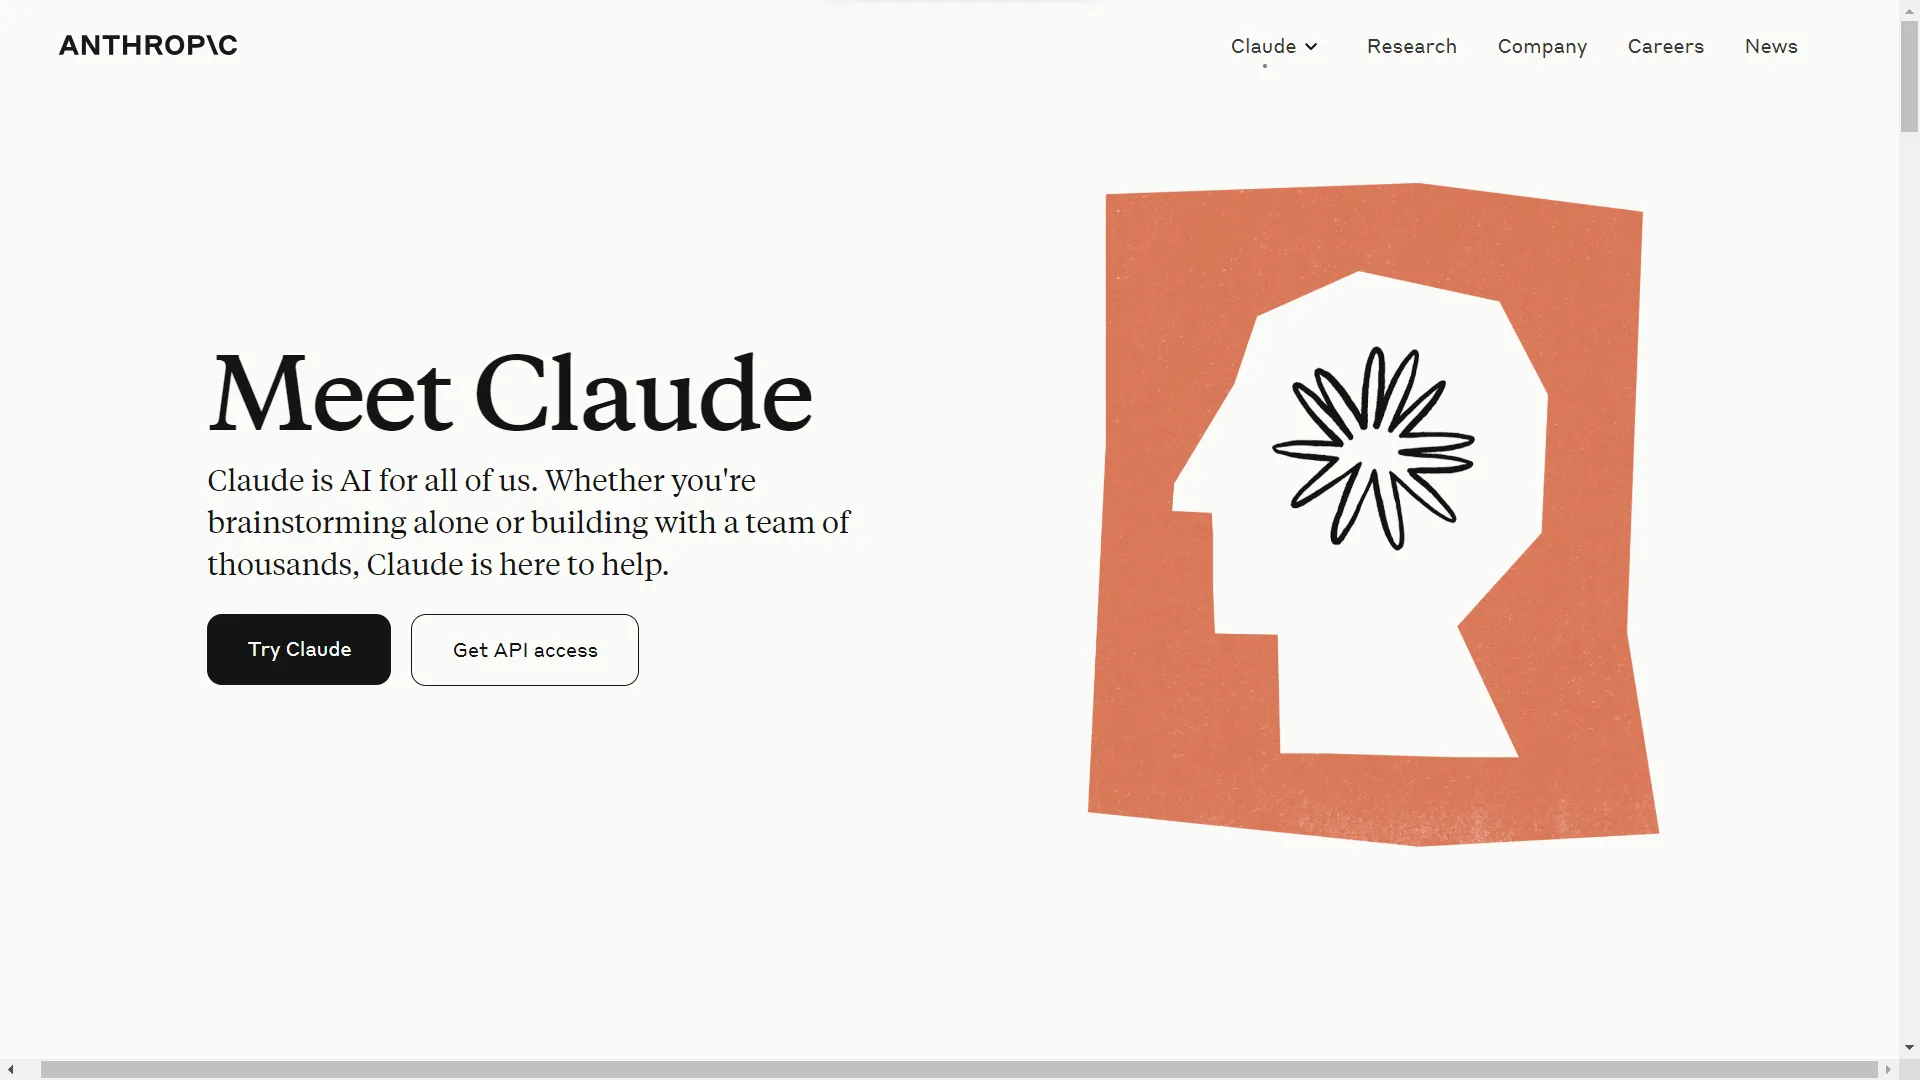 ANTHROP\C
Claude
Research
Company
Careers
News
Meet Claude
Claude is AI for all of us. Whether you're
brainstorming alone or building with a team of
thousands, Claude is here to help.
Try Claude
Get API access